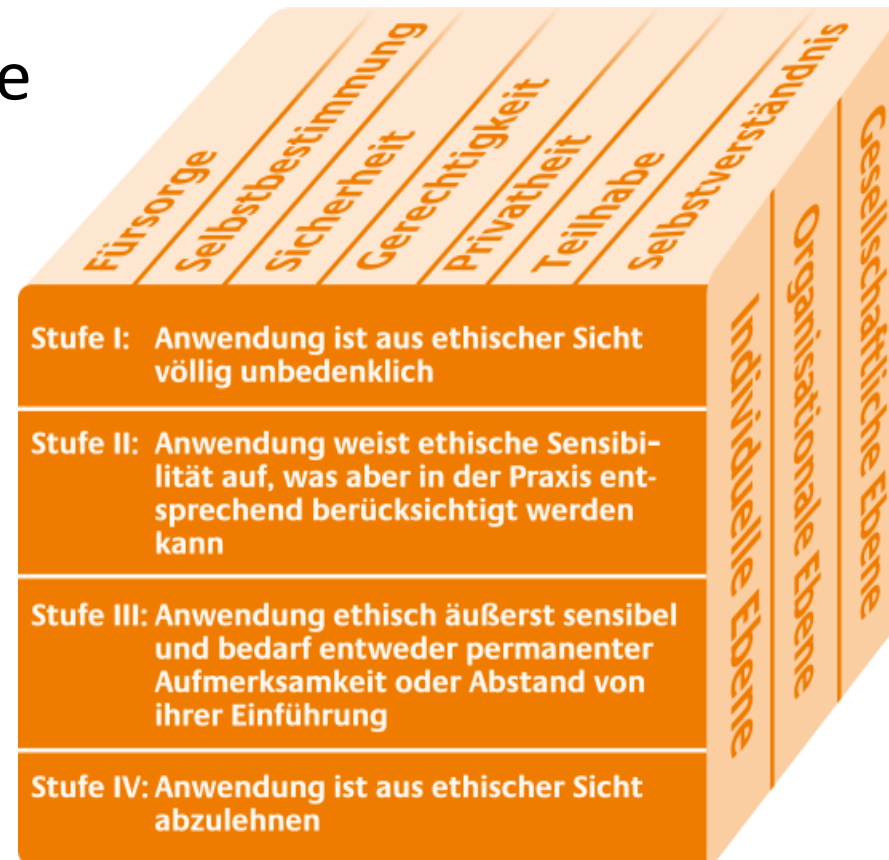 e
Fürsorge
Selbstbestimmung
Sicherheit
Gerechtigkeit
Privatheit
Teilhabe
Selbstverständnis
Stufe I: Anwendung ist aus ethischer Sicht
völlig unbedenklich
Stufe II: Anwendung weist ethische Sensibi-
lität auf, was aber in der Praxis ent-
sprechend berücksichtigt werden
kann
Stufe III: Anwendung ethisch äußerst sensibel
und bedarf entweder permanenter
Aufmerksamkeit oder Abstand von
ihrer Einführung
Stufe IV: Anwendung ist aus ethischer Sicht
abzulehnen
Individuelle Ebene
Organisationale Ebene
Gesellschaftliche Ebene